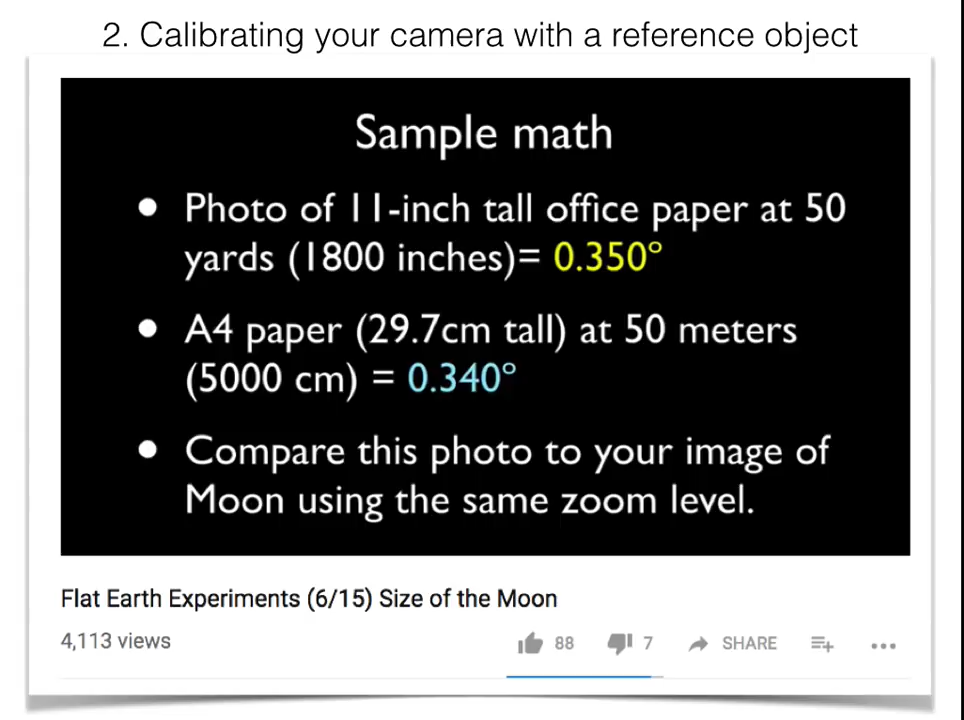 2. Calibrating your camera with a reference object
Sample math
• Photo of 11-inch tall office paper at 50
yards (1800 inches)= 0.350º
• A4 paper (29.7cm tall) at 50 meters
(5000 cm) = 0.340º
• Compare this photo to your image of
Moon using the same zoom level.
Flat Earth Experiments (6/15) Size of the Moon
4,113 views
88
7
SHARE